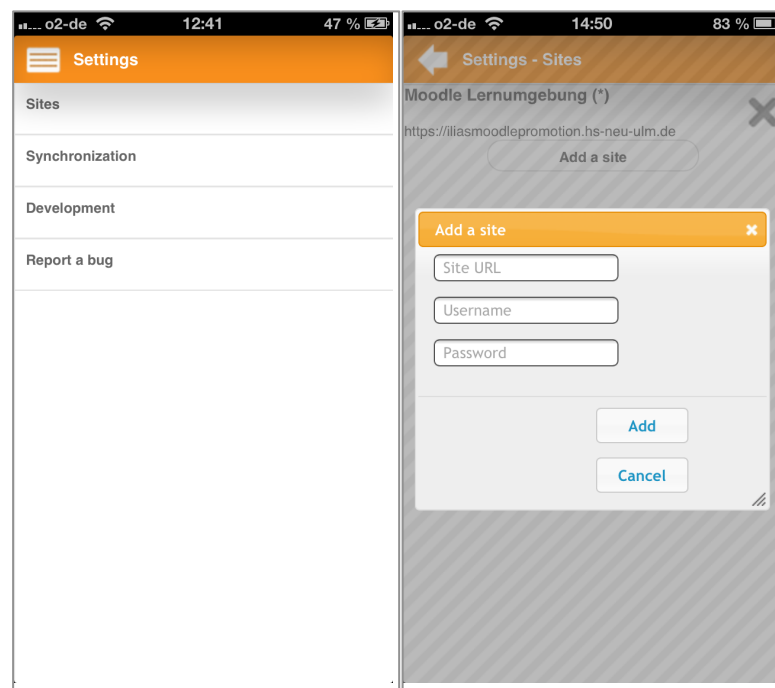 o2-de 12:41 47 %
Settings
Sites
Synchronization
Development
Report a bug
o2-de 14:50 83 %
Settings - Sites
Moodle Lernumgebung (*)
https://iliasmoodlepromotion.hs-neu-ulm.de
Add a site
Add a site
Site URL
Username
Password
Add
Cancel